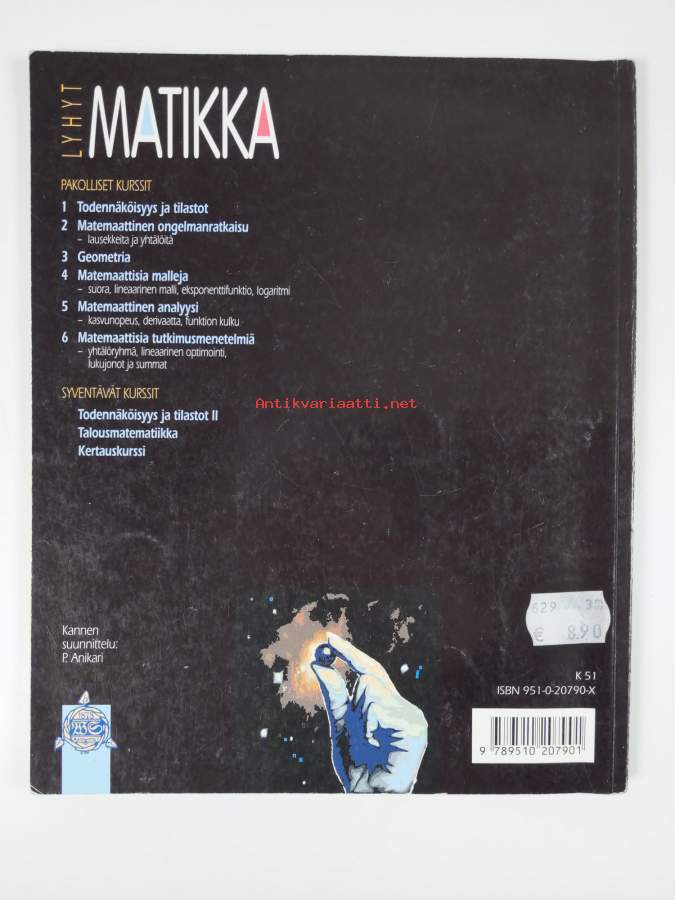 LYHYT
MATIKKA
PAKOLLISET KURSSIT
1 Todennäköisyys ja tilastot
2 Matemaattinen ongelmanratkaisu
– lausekkeita ja yhtälöitä
3 Geometria
4 Matemaattisia malleja
– suora, lineaarinen malli, eksponenttifunktio, logaritmi
5 Matemaattinen analyysi
– kasvunopeus, derivaatta, funktion kulku
6 Matemaattisia tutkimusmenetelmiä
– yhtälöryhmä, lineaarinen optimointi,
lukujonot ja summat
SYVENTÄVÄT KURSSIT
Todennäköisyys ja tilastot II
Talousmatematiikka
Kertauskurssi
Antikvariaatti.net
Kannen
suunnittelu:
P. Anikari
WS
629
€ 8.90
K 51
ISBN 951-0-20790-X
9 789510 207901